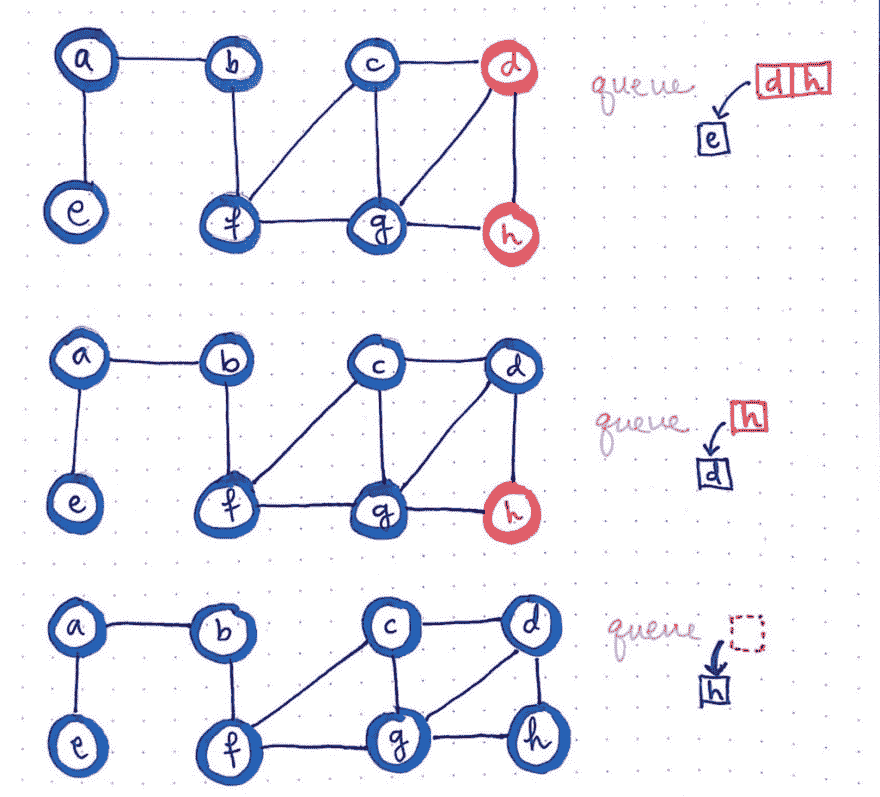 a b c d queue d h
e
e f g h
a b c d queue h
d
e f g h
a b c d queue
h
e f g h